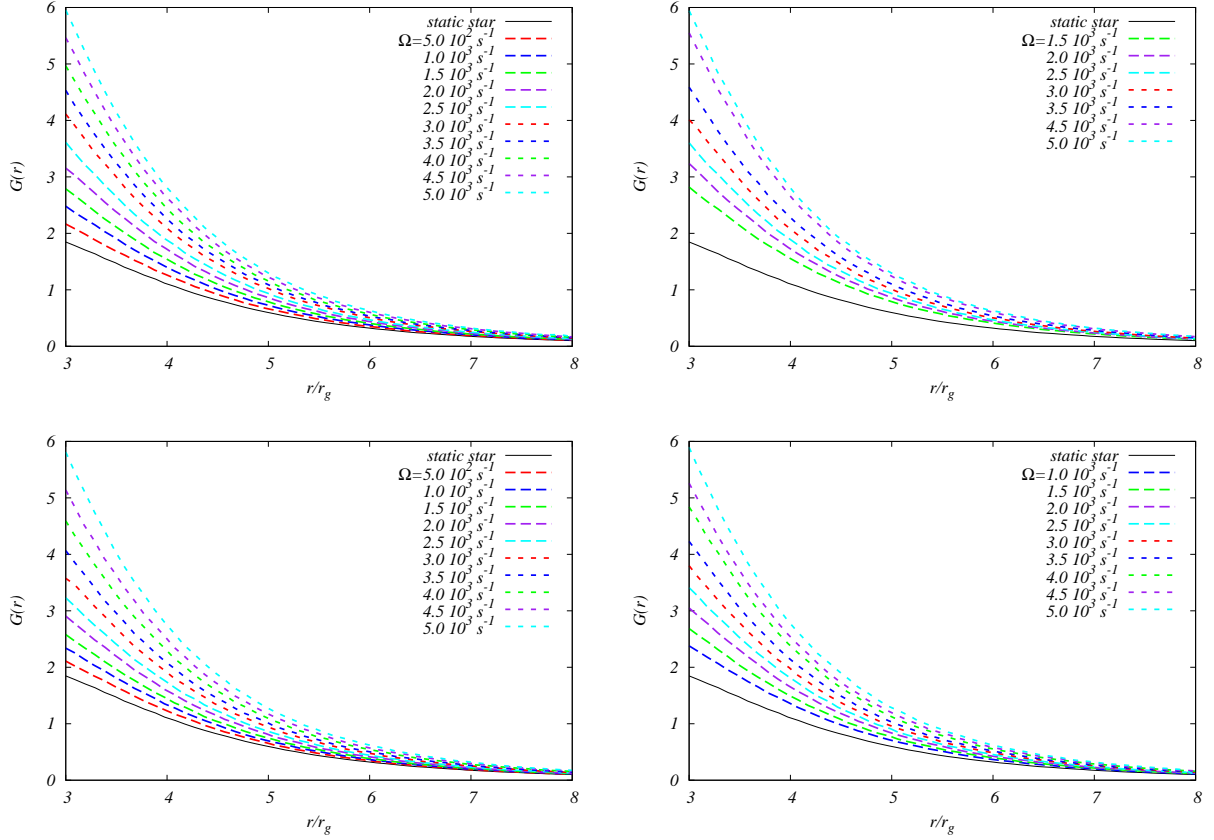 6
5
4
3
2
1
0
G(r)
3 4 5 6 7 8
r/r_g
static star
Ω=5.0 10^2 s^-1
1.0 10^3 s^-1
1.5 10^3 s^-1
2.0 10^3 s^-1
2.5 10^3 s^-1
3.0 10^3 s^-1
3.5 10^3 s^-1
4.0 10^3 s^-1
4.5 10^3 s^-1
5.0 10^3 s^-1
6
5
4
3
2
1
0
G(r)
3 4 5 6 7 8
r/r_g
static star
Ω=1.5 10^3 s^-1
2.0 10^3 s^-1
2.5 10^3 s^-1
3.0 10^3 s^-1
3.5 10^3 s^-1
4.5 10^3 s^-1
5.0 10^3 s^-1
6
5
4
3
2
1
0
G(r)
3 4 5 6 7 8
r/r_g
static star
Ω=5.0 10^2 s^-1
1.0 10^3 s^-1
1.5 10^3 s^-1
2.0 10^3 s^-1
2.5 10^3 s^-1
3.0 10^3 s^-1
3.5 10^3 s^-1
4.0 10^3 s^-1
4.5 10^3 s^-1
5.0 10^3 s^-1
6
5
4
3
2
1
0
G(r)
3 4 5 6 7 8
r/r_g
static star
Ω=1.0 10^3 s^-1
1.5 10^3 s^-1
2.0 10^3 s^-1
2.5 10^3 s^-1
3.0 10^3 s^-1
3.5 10^3 s^-1
4.0 10^3 s^-1
4.5 10^3 s^-1
5.0 10^3 s^-1